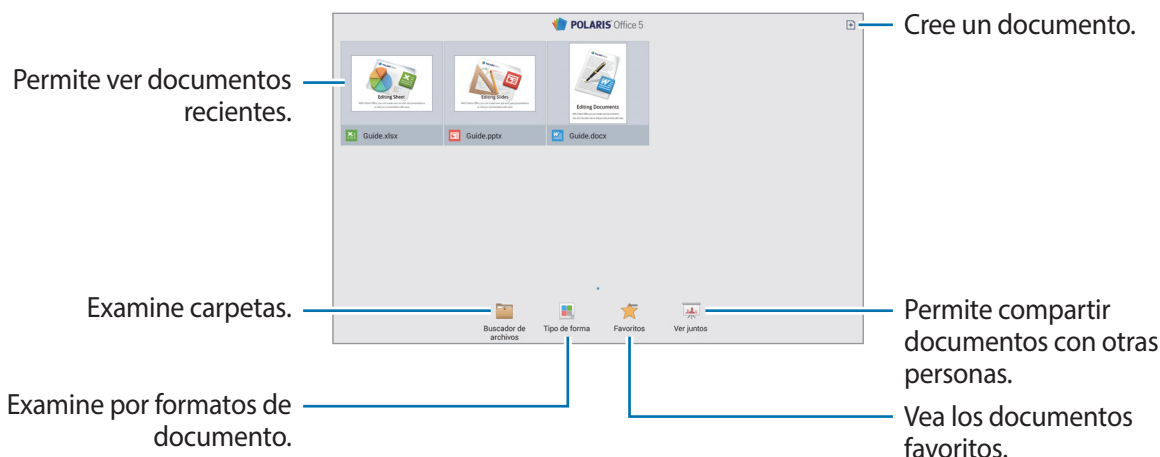 POLARIS Office 5
Cree un documento.
Permite ver documentos
recientes.
Editing Sheet
Editing Slides
Editing Documents
Guide.xlsx
Guide.pptx
Guide.docx
Examine carpetas.
Buscador de
archivos
Tipo de forma
Favoritos
Ver juntos
Permite compartir
documentos con otras
personas.
Examine por formatos de
documento.
Vea los documentos
favoritos.